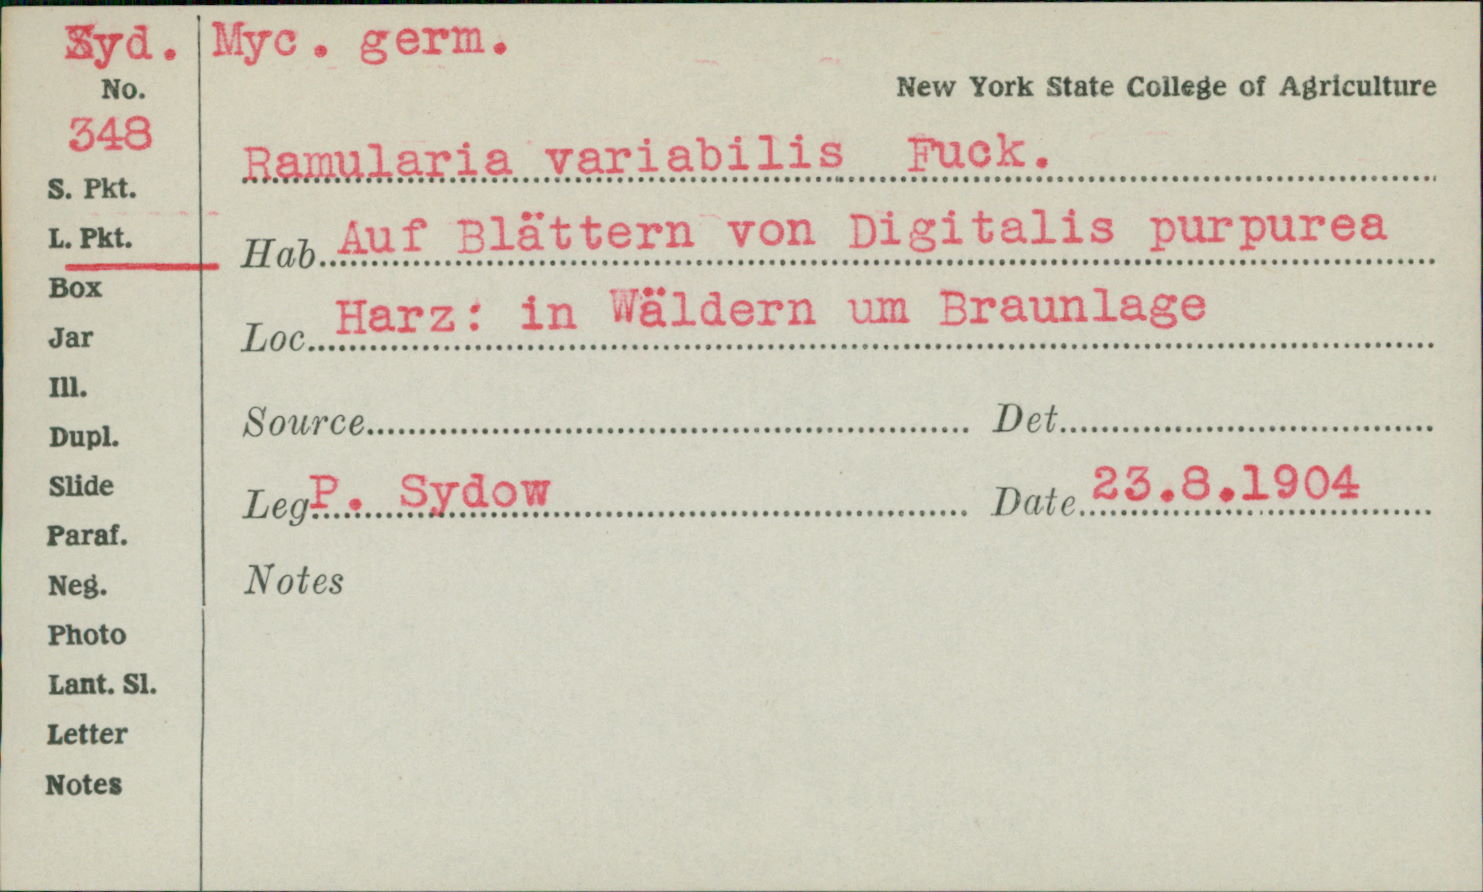 Syd. Myc. germ.
No.
New York State College of Agriculture
348
Ramularia variabilis Fuck.
S. Pkt.
L. Pkt.
Hab. Auf Blättern von Digitalis purpurea
Box
Loc. Harz: in Wäldern um Braunlage
Jar
Ill.
Source Det.
Dupl.
Slide
Leg. P. Sydow Date 23.8.1904
Paraf.
Neg.
Notes
Photo
Lant. Sl.
Letter
Notes